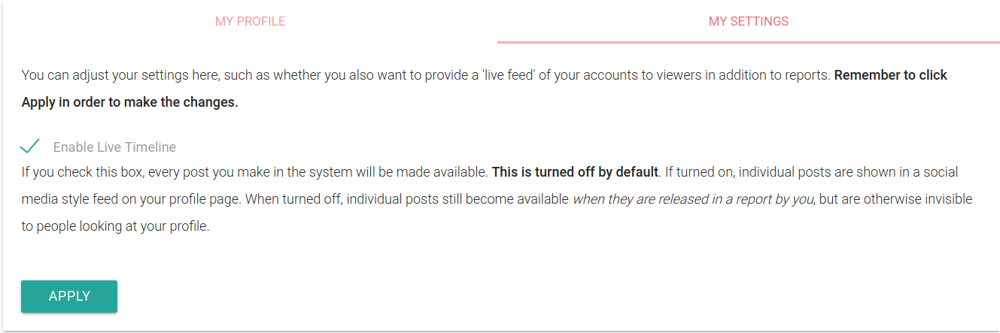 MY PROFILE
MY SETTINGS
You can adjust your settings here, such as whether you also want to provide a 'live feed' of your accounts to viewers in addition to reports. Remember to click
Apply in order to make the changes.
Enable Live Timeline
If you check this box, every post you make in the system will be made available. This is turned off by default. If turned on, individual posts are shown in a social
media style feed on your profile page. When turned off, individual posts still become available when they are released in a report by you, but are otherwise invisible
to people looking at your profile.
APPLY